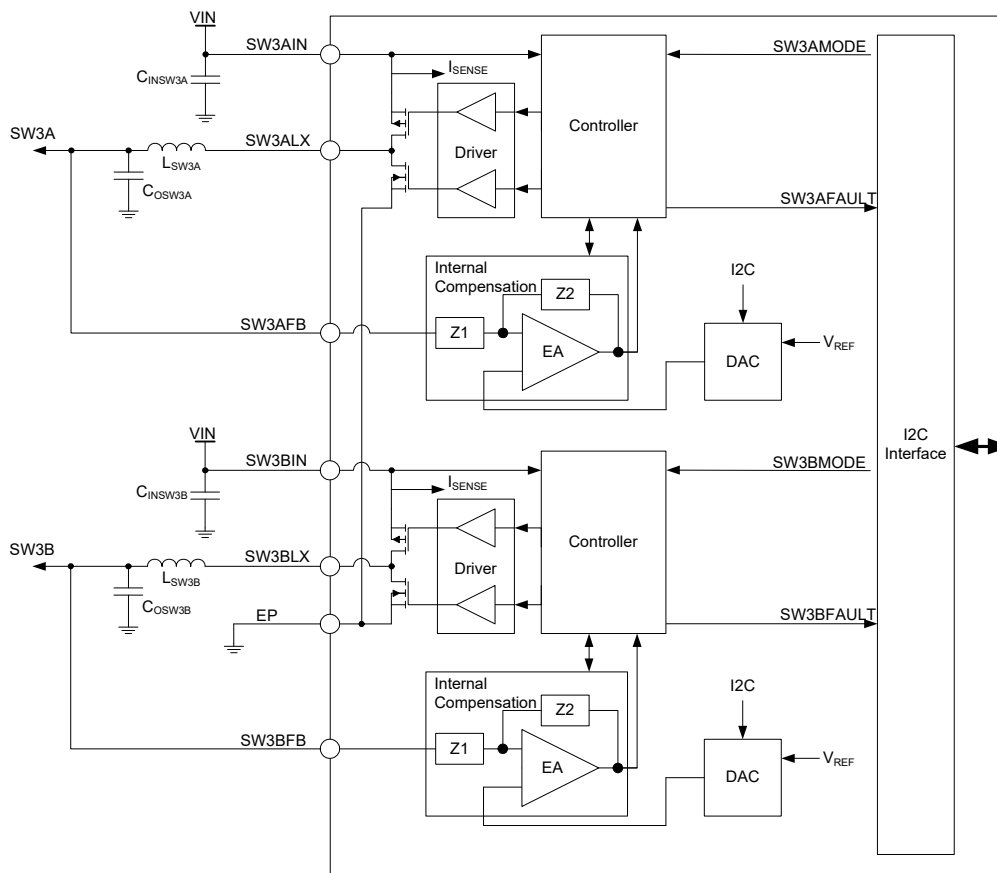 VIN
SW3AIN
CINSW3A
ISENSE
SW3AMODE
Controller
SW3A
SW3ALX
LSW3A
COSW3A
Driver
SW3AFAULT
Internal
Compensation
Z2
I2C
SW3AFB
Z1
EA
DAC
VREF
VIN
SW3BIN
CINSW3B
ISENSE
SW3BMODE
I2C
Interface
Controller
SW3B
SW3BLX
LSW3B
COSW3B
Driver
EP
SW3BFAULT
Internal
Compensation
Z2
I2C
SW3BFB
Z1
EA
DAC
VREF